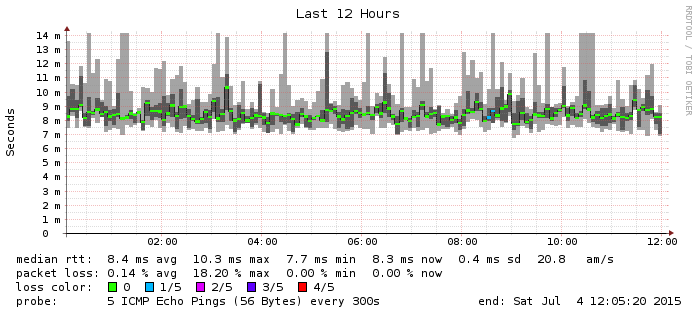 Last 12 Hours
RRDTOOL / TOBI OETIKER
Seconds
14 m
13 m
12 m
11 m
10 m
9 m
8 m
7 m
6 m
5 m
4 m
3 m
2 m
1 m
0
02:00 04:00 06:00 08:00 10:00 12:00
median rtt: 8.4 ms avg 10.3 ms max 7.7 ms min 8.3 ms now 0.4 ms sd 20.8 am/s
packet loss: 0.14 % avg 18.20 % max 0.00 % min 0.00 % now
loss color: 0 1/5 2/5 3/5 4/5
probe: 5 ICMP Echo Pings (56 Bytes) every 300s end: Sat Jul 4 12:05:20 2015